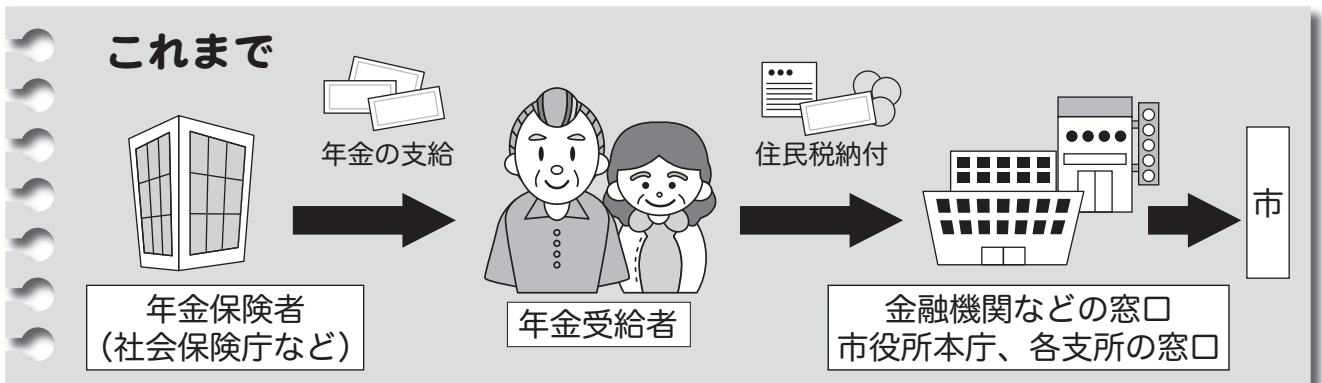 これまで
年金の支給
住民税納付
市
年金保険者
（社会保険庁など）
年金受給者
金融機関などの窓口
市役所本庁、各支所の窓口